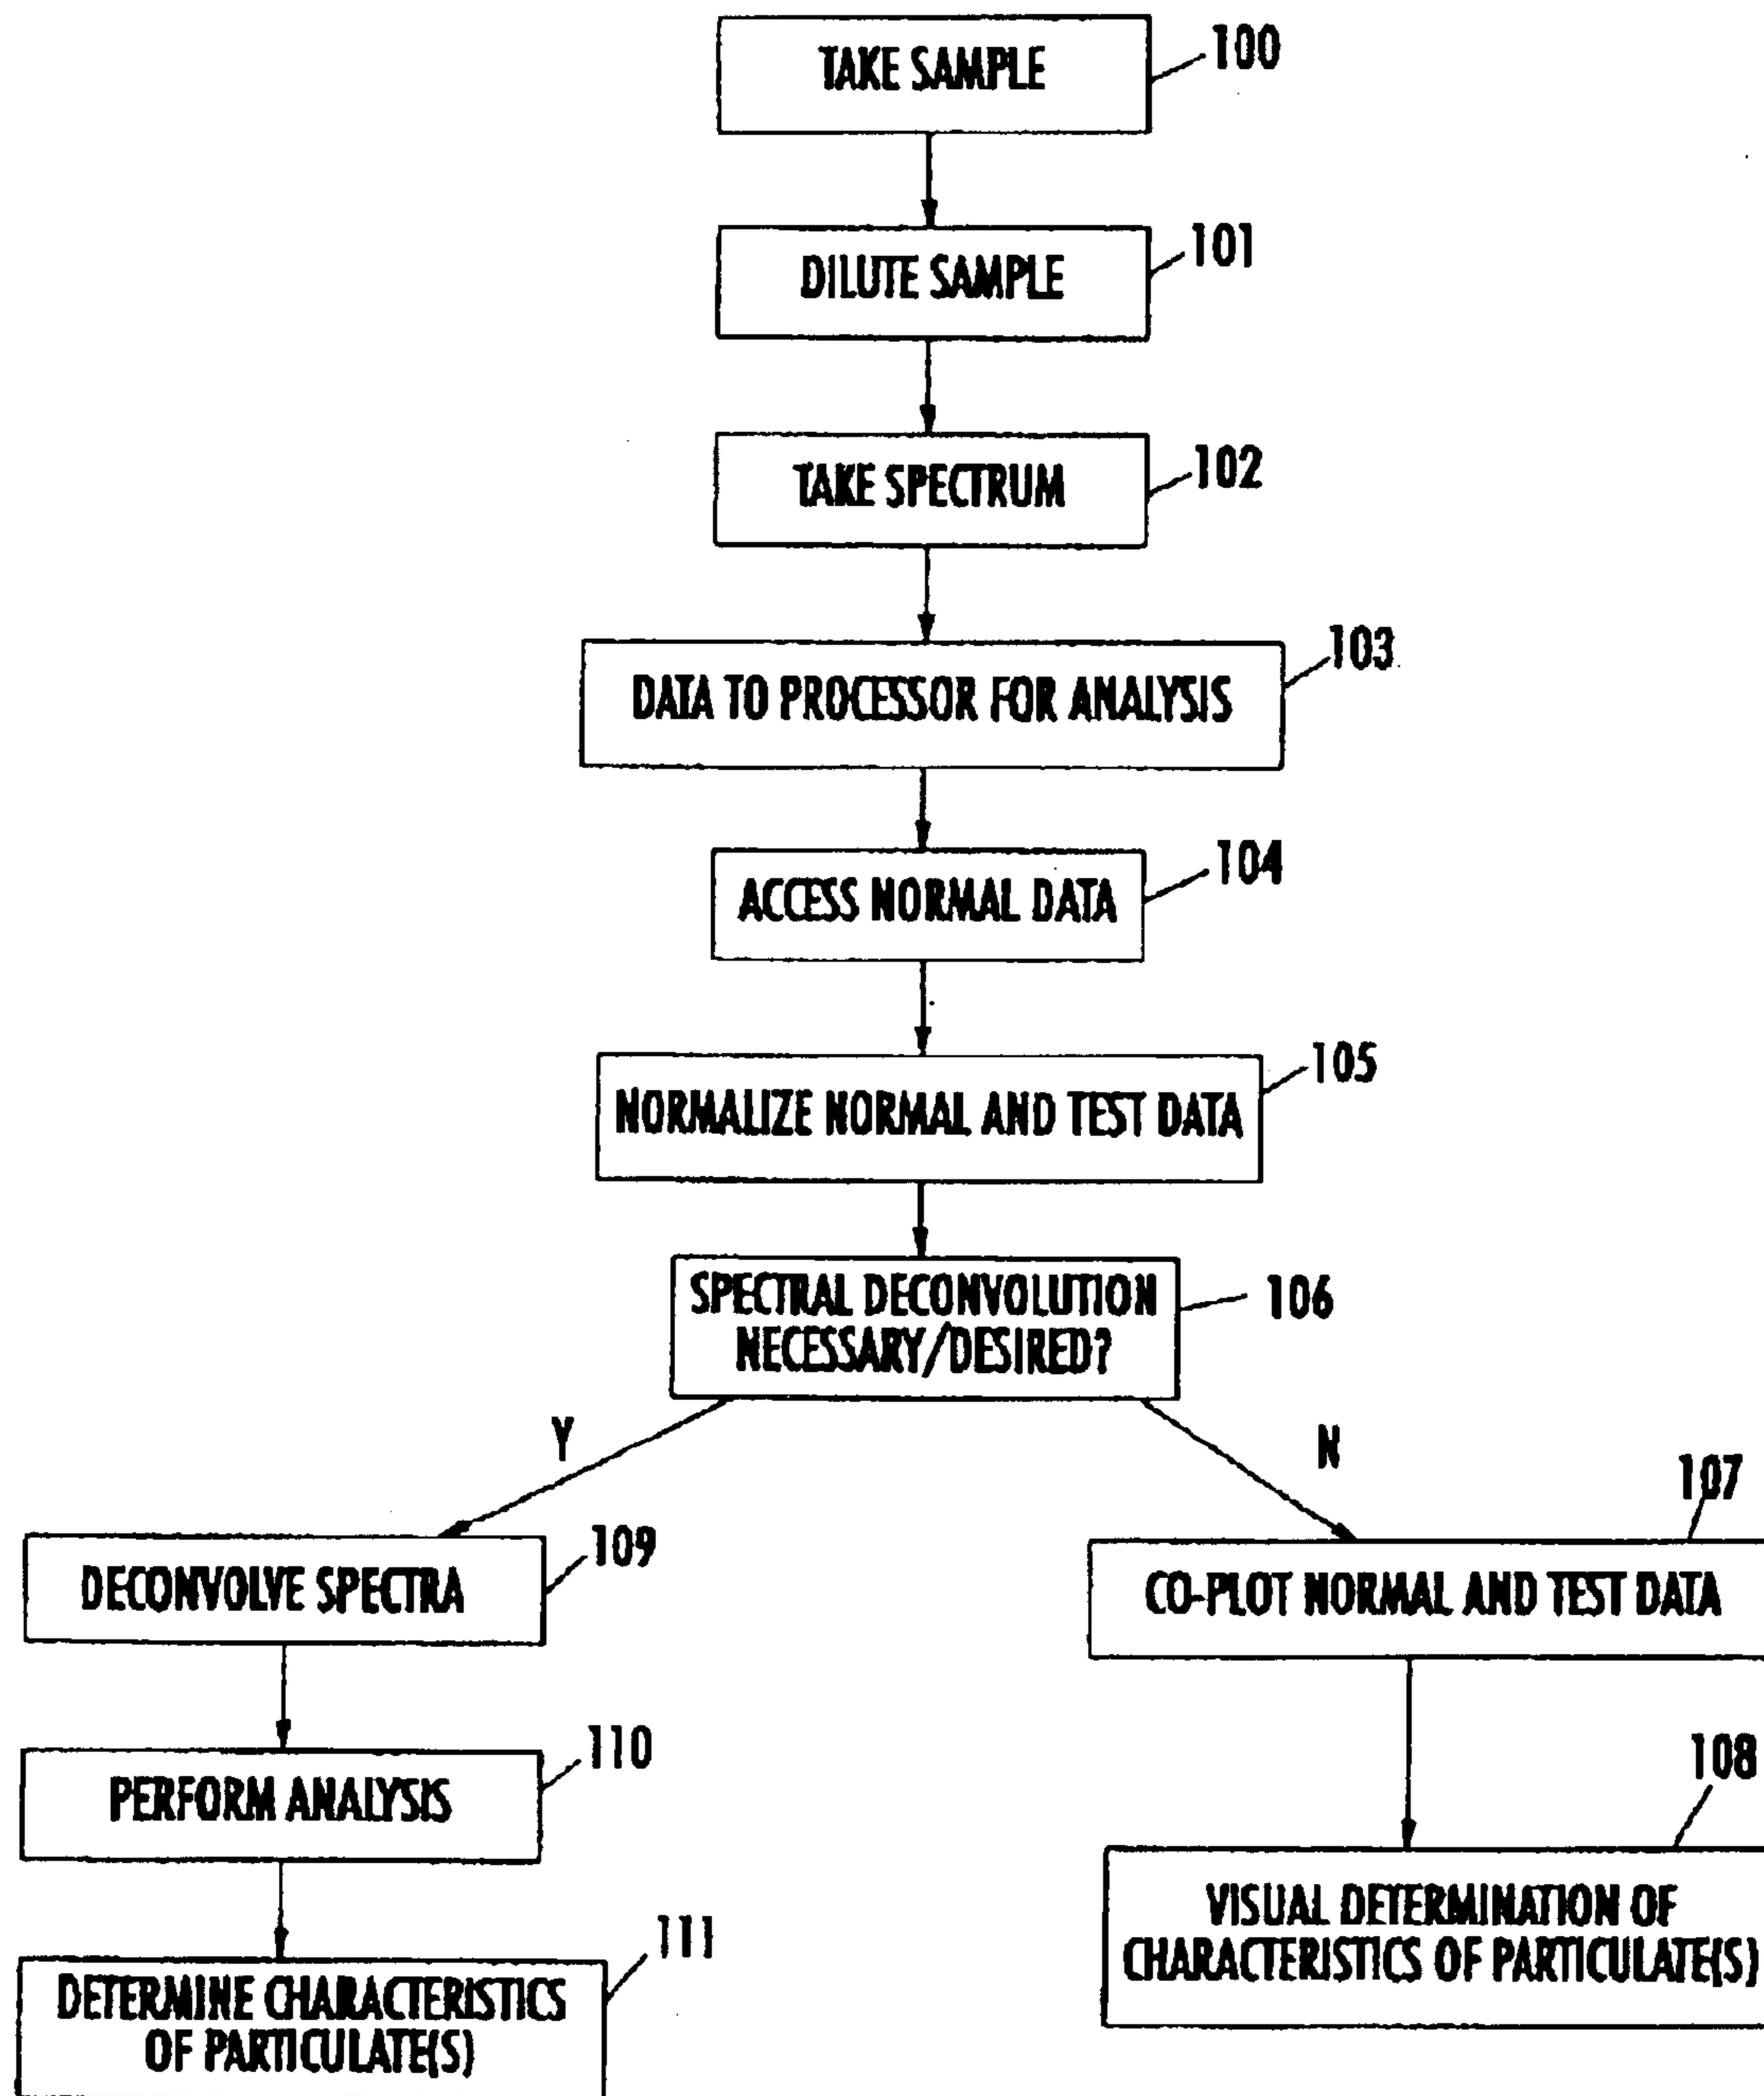 TAKE SAMPLE
100
DILUTE SAMPLE
101
TAKE SPECTRUM
102
DATA TO PROCESSOR FOR ANALYSIS
103
ACCESS NORMAL DATA
104
NORMALIZE NORMAL AND TEST DATA
105
SPECTRAL DECONVOLUTION
NECESSARY/DESIRED?
106
Y
N
DECONVOLVE SPECTRA
109
PERFORM ANALYSIS
110
DETERMINE CHARACTERISTICS
OF PARTICULATE(S)
111
107
CO-PLOT NORMAL AND TEST DATA
108
VISUAL DETERMINATION OF
CHARACTERISTICS OF PARTICULATE(S)